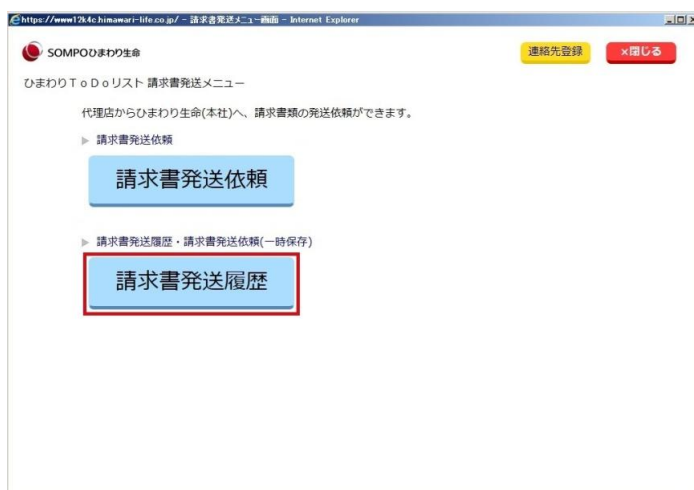 https://www12k4c.himawari-life.co.jp/ - 請求書発送メニュー画面 - Internet Explorer
SOMPOひまわり生命
連絡先登録
×閉じる
ひまわりＴｏＤｏリスト 請求書発送メニュー
代理店からひまわり生命(本社)へ、請求書類の発送依頼ができます。
請求書発送依頼
請求書発送依頼
請求書発送履歴・請求書発送依頼(一時保存)
請求書発送履歴